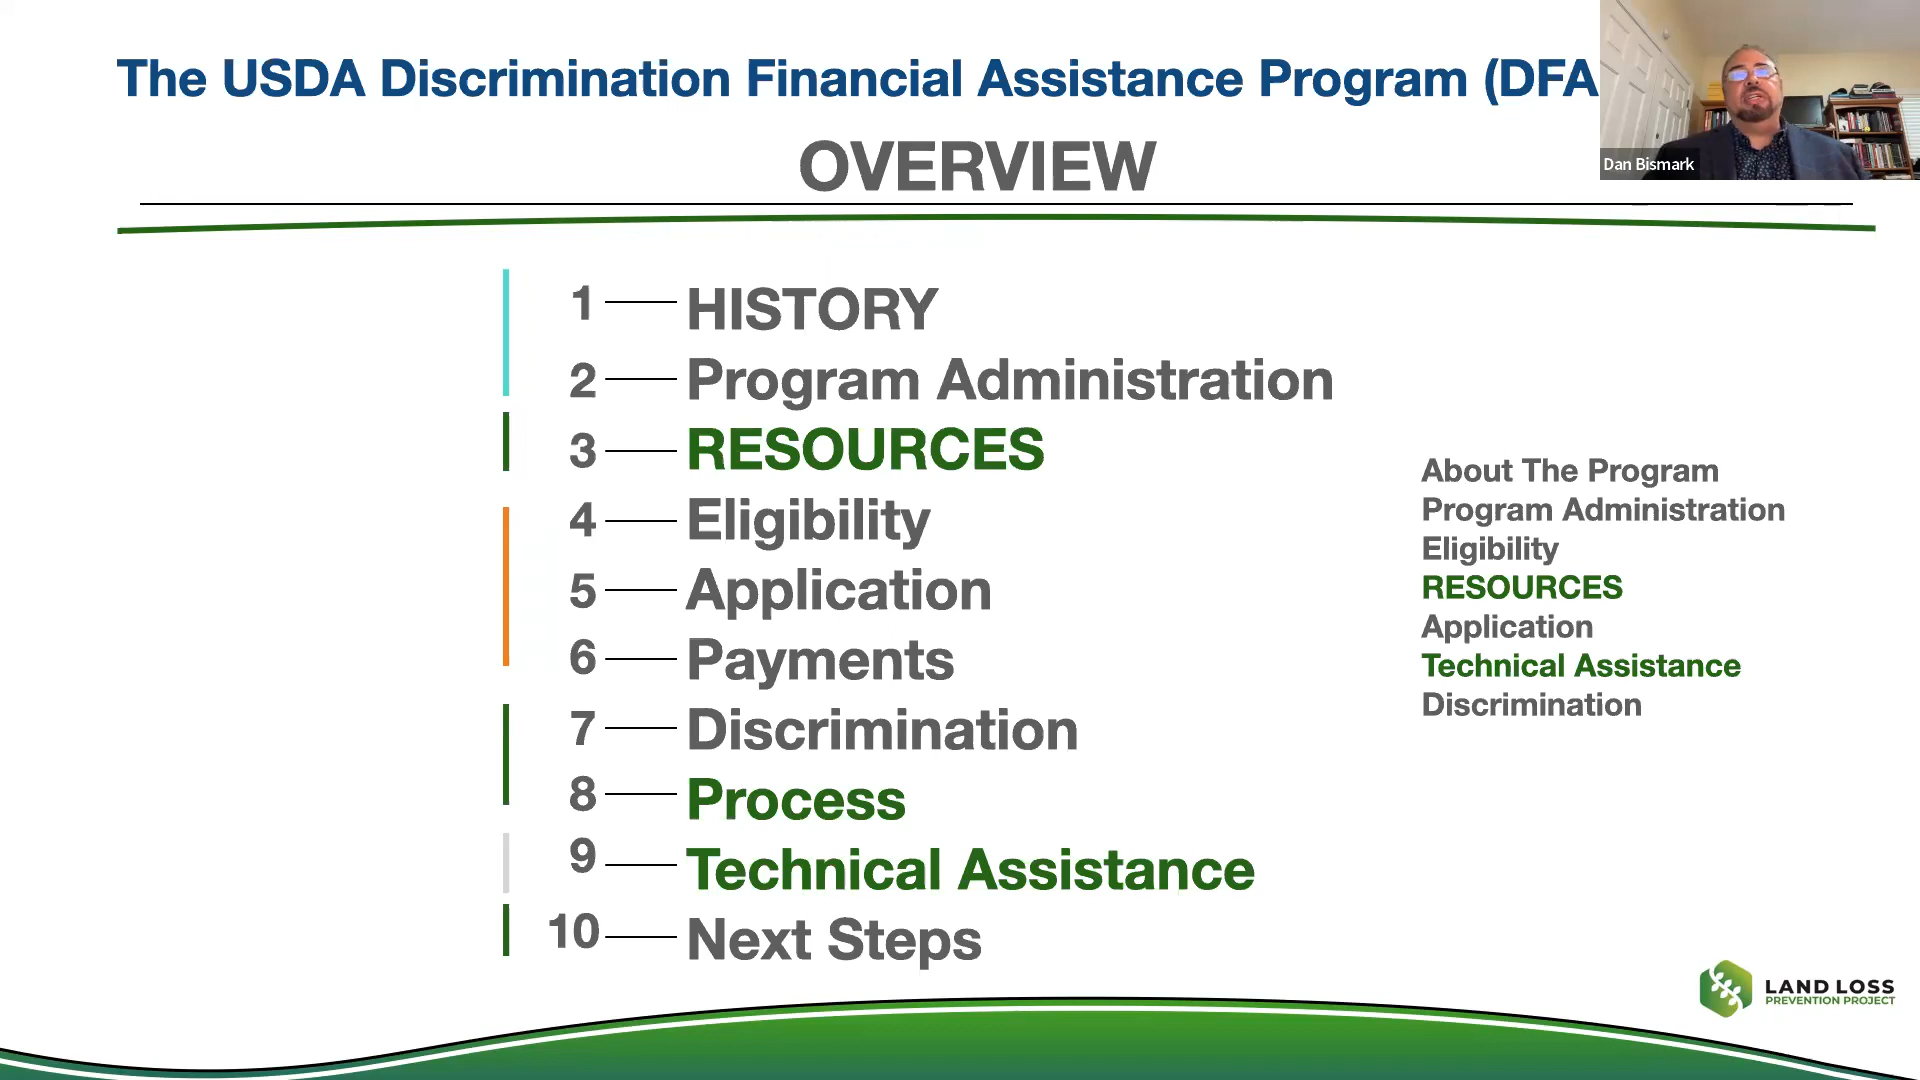 The USDA Discrimination Financial Assistance Program (DFA
Dan Bismark
OVERVIEW
1 HISTORY
2 Program Administration
3 RESOURCES
4 Eligibility
5 Application
6 Payments
7 Discrimination
8 Process
9 Technical Assistance
10 Next Steps
About The Program
Program Administration
Eligibility
RESOURCES
Application
Technical Assistance
Discrimination
LAND LOSS
PREVENTION PROJECT